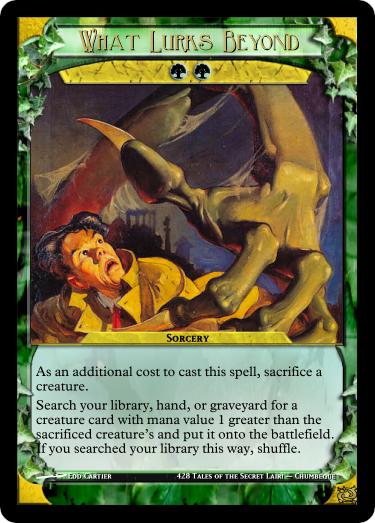 What Lurks Beyond
Sorcery
As an additional cost to cast this spell, sacrifice a
creature.
Search your library, hand, or graveyard for a
creature card with mana value 1 greater than the
sacrificed creature's and put it onto the battlefield.
If you searched your library this way, shuffle.
Edd Cartier
428 Tales of the Secret Lair! — Chumbeque